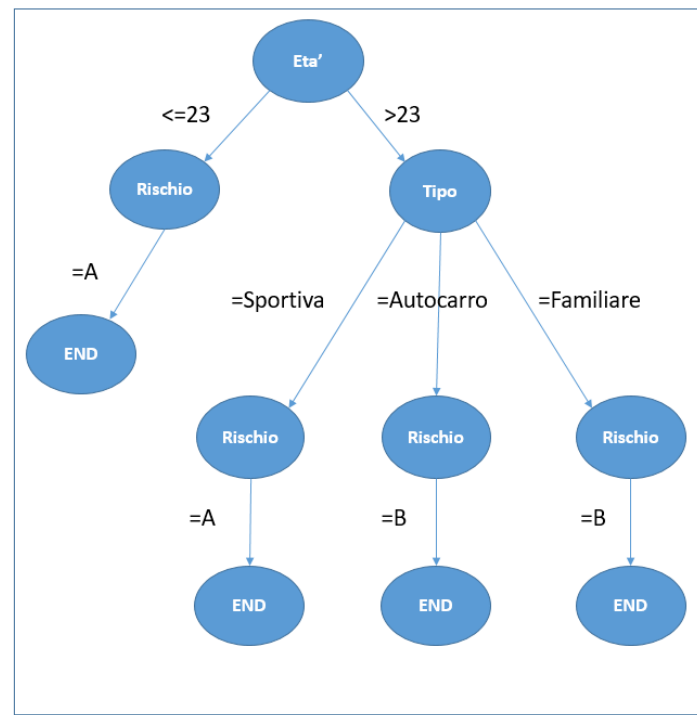 Eta'
<=23
>23
Rischio
Tipo
=A
=Sportiva
=Autocarro
=Familiare
END
Rischio
Rischio
Rischio
=A
=B
=B
END
END
END